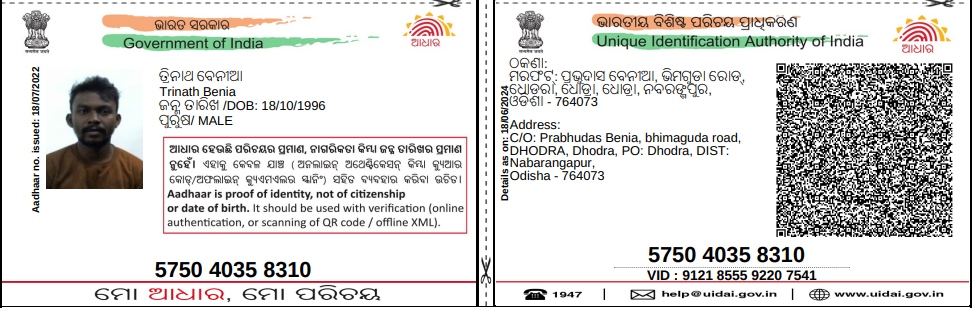 ଭାରତ ସରକାର
Government of India
ଆଧାର
Aadhaar no. issued: 18/07/2022
ତ୍ରିନାଥ ବେନୀଆ
Trinath Benia
ଜନ୍ମ ତାରିଖ /DOB: 18/10/1996
ପୁରୁଷ/ MALE
ଆଧାର ହେଉଛି ପରିଚୟର ପ୍ରମାଣ, ନାଗରିକତା କିମ୍ବା ଜନ୍ମ ତାରିଖର ପ୍ରମାଣ
ନୁହେଁ। ଏହାକୁ କେବଳ ଯାଞ୍ଚ (ଅନଲାଇନ୍ ଅଥେଣ୍ଟିକେସନ୍ କିମ୍ବା କ୍ୟୁଆର
କୋଡ୍/ଅଫଲାଇନ୍ କ୍ୟୁଏମଏଲର ସ୍କାନିଂ) ସହିତ ବ୍ୟବହାର କରିବା ଉଚିତ।
Aadhaar is proof of identity, not of citizenship
or date of birth. It should be used with verification (online
authentication, or scanning of QR code / offline XML).
5750 4035 8310
ମୋ ଆଧାର, ମୋ ପରିଚୟ
ଭାରତୀୟ ବିଶିଷ୍ଟ ପରିଚୟ ପ୍ରାଧିକରଣ
Unique Identification Authority of India
ଆଧାର
Details as on: 18/06/2024
ଠିକଣା:
ମରଫଟ: ପ୍ରଭୁଦାସ ବେନୀଆ, ଭିମଗୁଡା ରୋଡ୍,
ଧୋଡରା, ଧୋଡ୍ରା, ଧୋଡ୍ରା, ନବରଙ୍ଗପୁର,
ଓଡିଶା - 764073
Address:
C/O: Prabhudas Benia, bhimaguda road,
DHODRA, Dhodra, PO: Dhodra, DIST:
Nabarangapur,
Odisha - 764073
5750 4035 8310
VID : 9121 8555 9220 7541
1947 | help@uidai.gov.in | www.uidai.gov.in